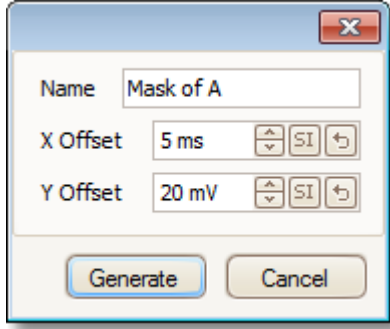 Name Mask of A
X Offset 5 ms SI
Y Offset 20 mV SI
Generate Cancel